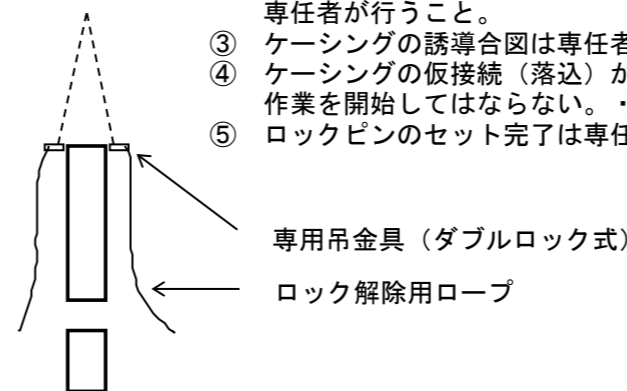 専任者が行うこと。
③ ケーシングの誘導合図は専任者
④ ケーシングの仮接続（落込）が
作業を開始してはならない。・
⑤ ロックピンのセット完了は専任
専用吊金具（ダブルロック式）
ロック解除用ロープ